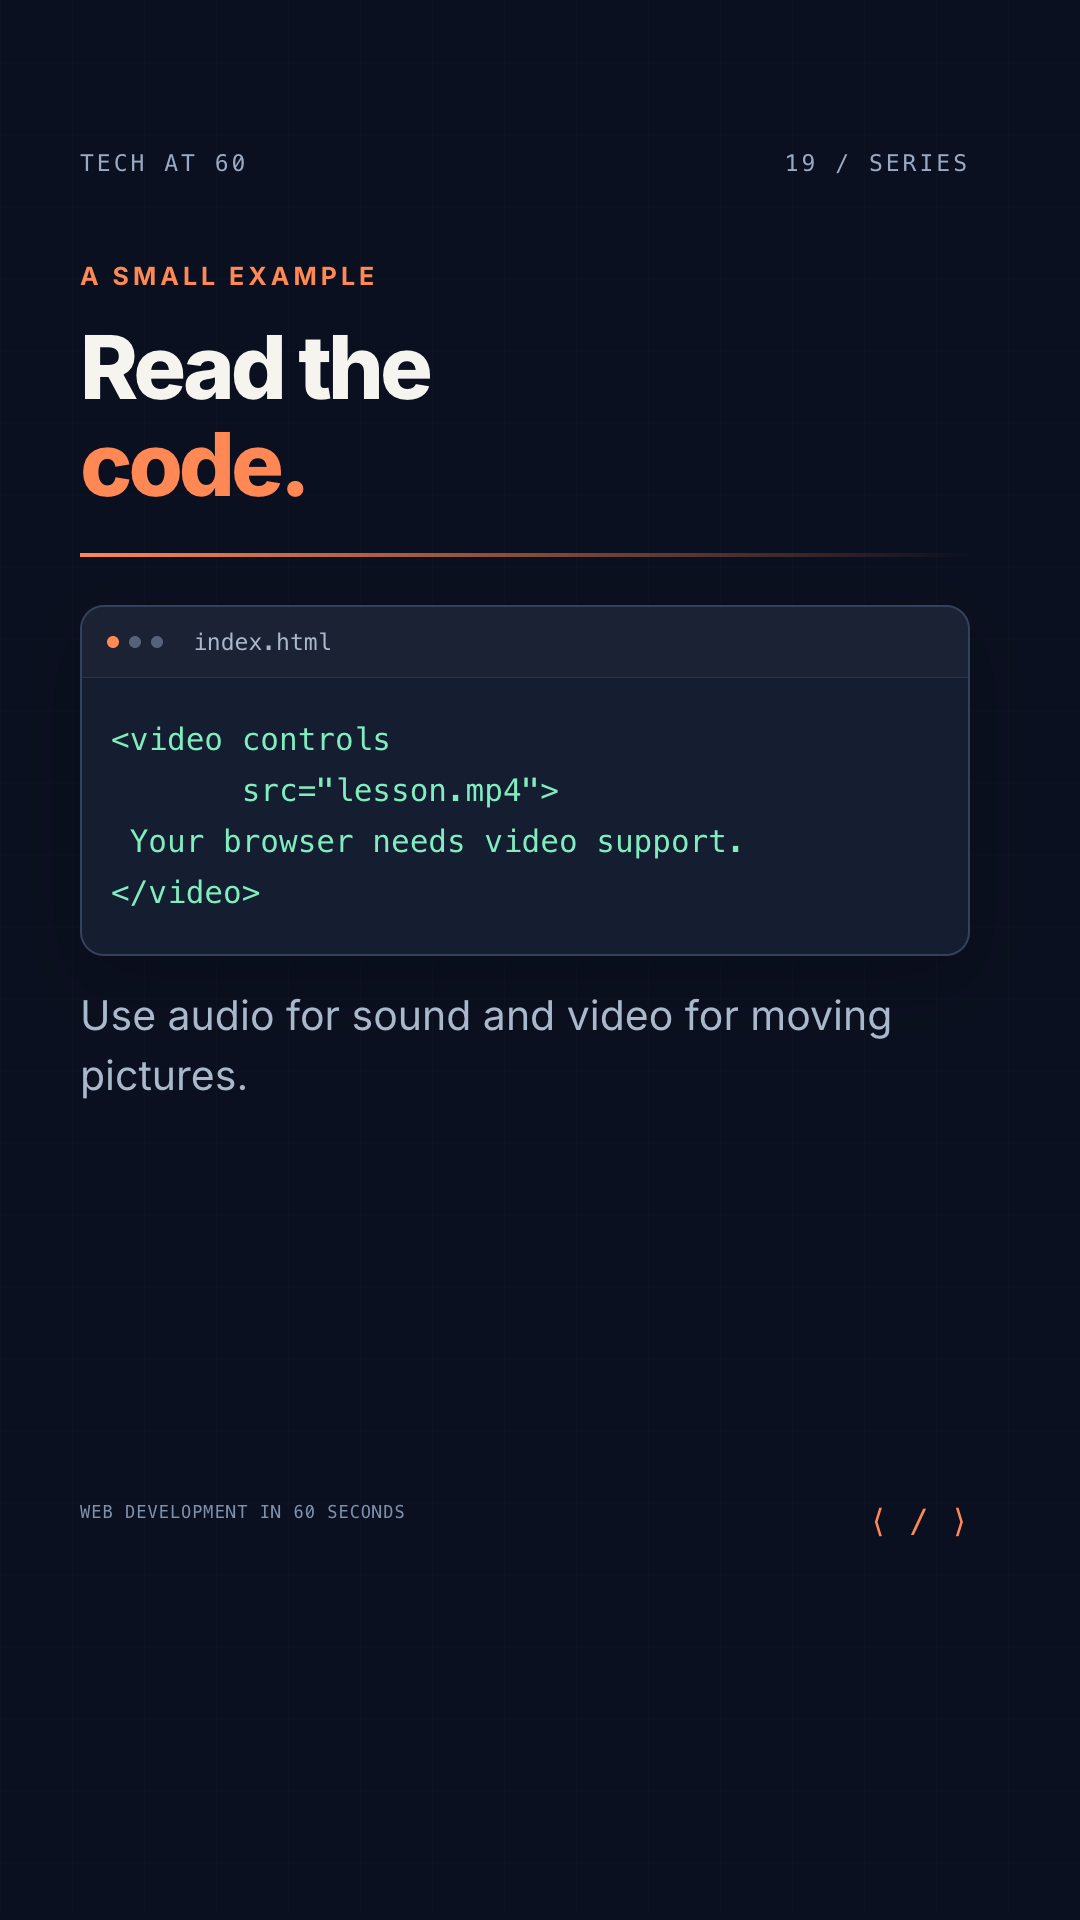 TECH AT 60
19 / SERIES
A SMALL EXAMPLE
Read the
code.
index.html
<video controls
       src="lesson.mp4">
 Your browser needs video support.
</video>
Use audio for sound and video for moving
pictures.
WEB DEVELOPMENT IN 60 SECONDS
⟨ / ⟩